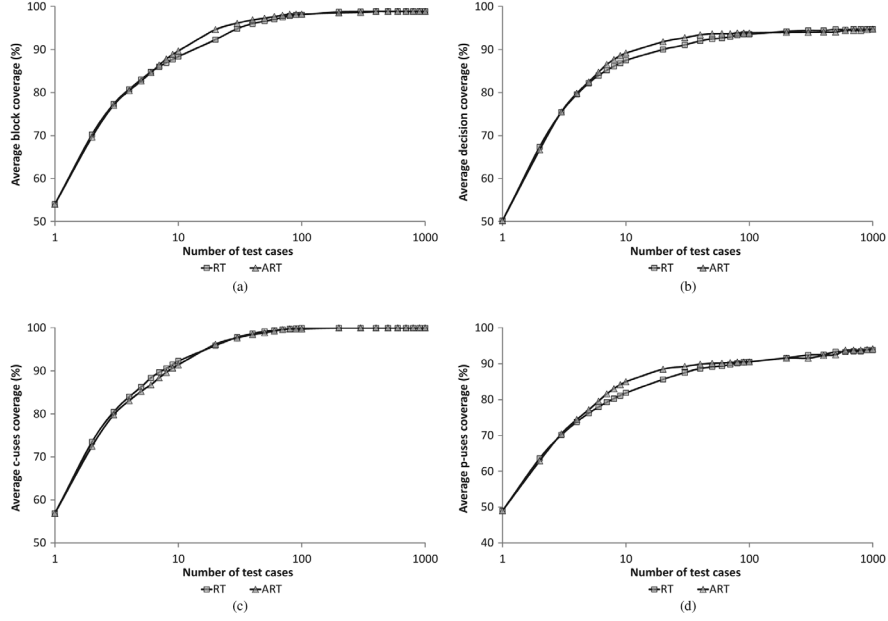 Average block coverage (%)
100
90
80
70
60
50
1 10 100 1000
Number of test cases
RT ART
(a)
Average decision coverage (%)
100
90
80
70
60
50
1 10 100 1000
Number of test cases
RT ART
(b)
Average c-uses coverage (%)
100
90
80
70
60
50
1 10 100 1000
Number of test cases
RT ART
(c)
Average p-uses coverage (%)
100
90
80
70
60
50
40
1 10 100 1000
Number of test cases
RT ART
(d)